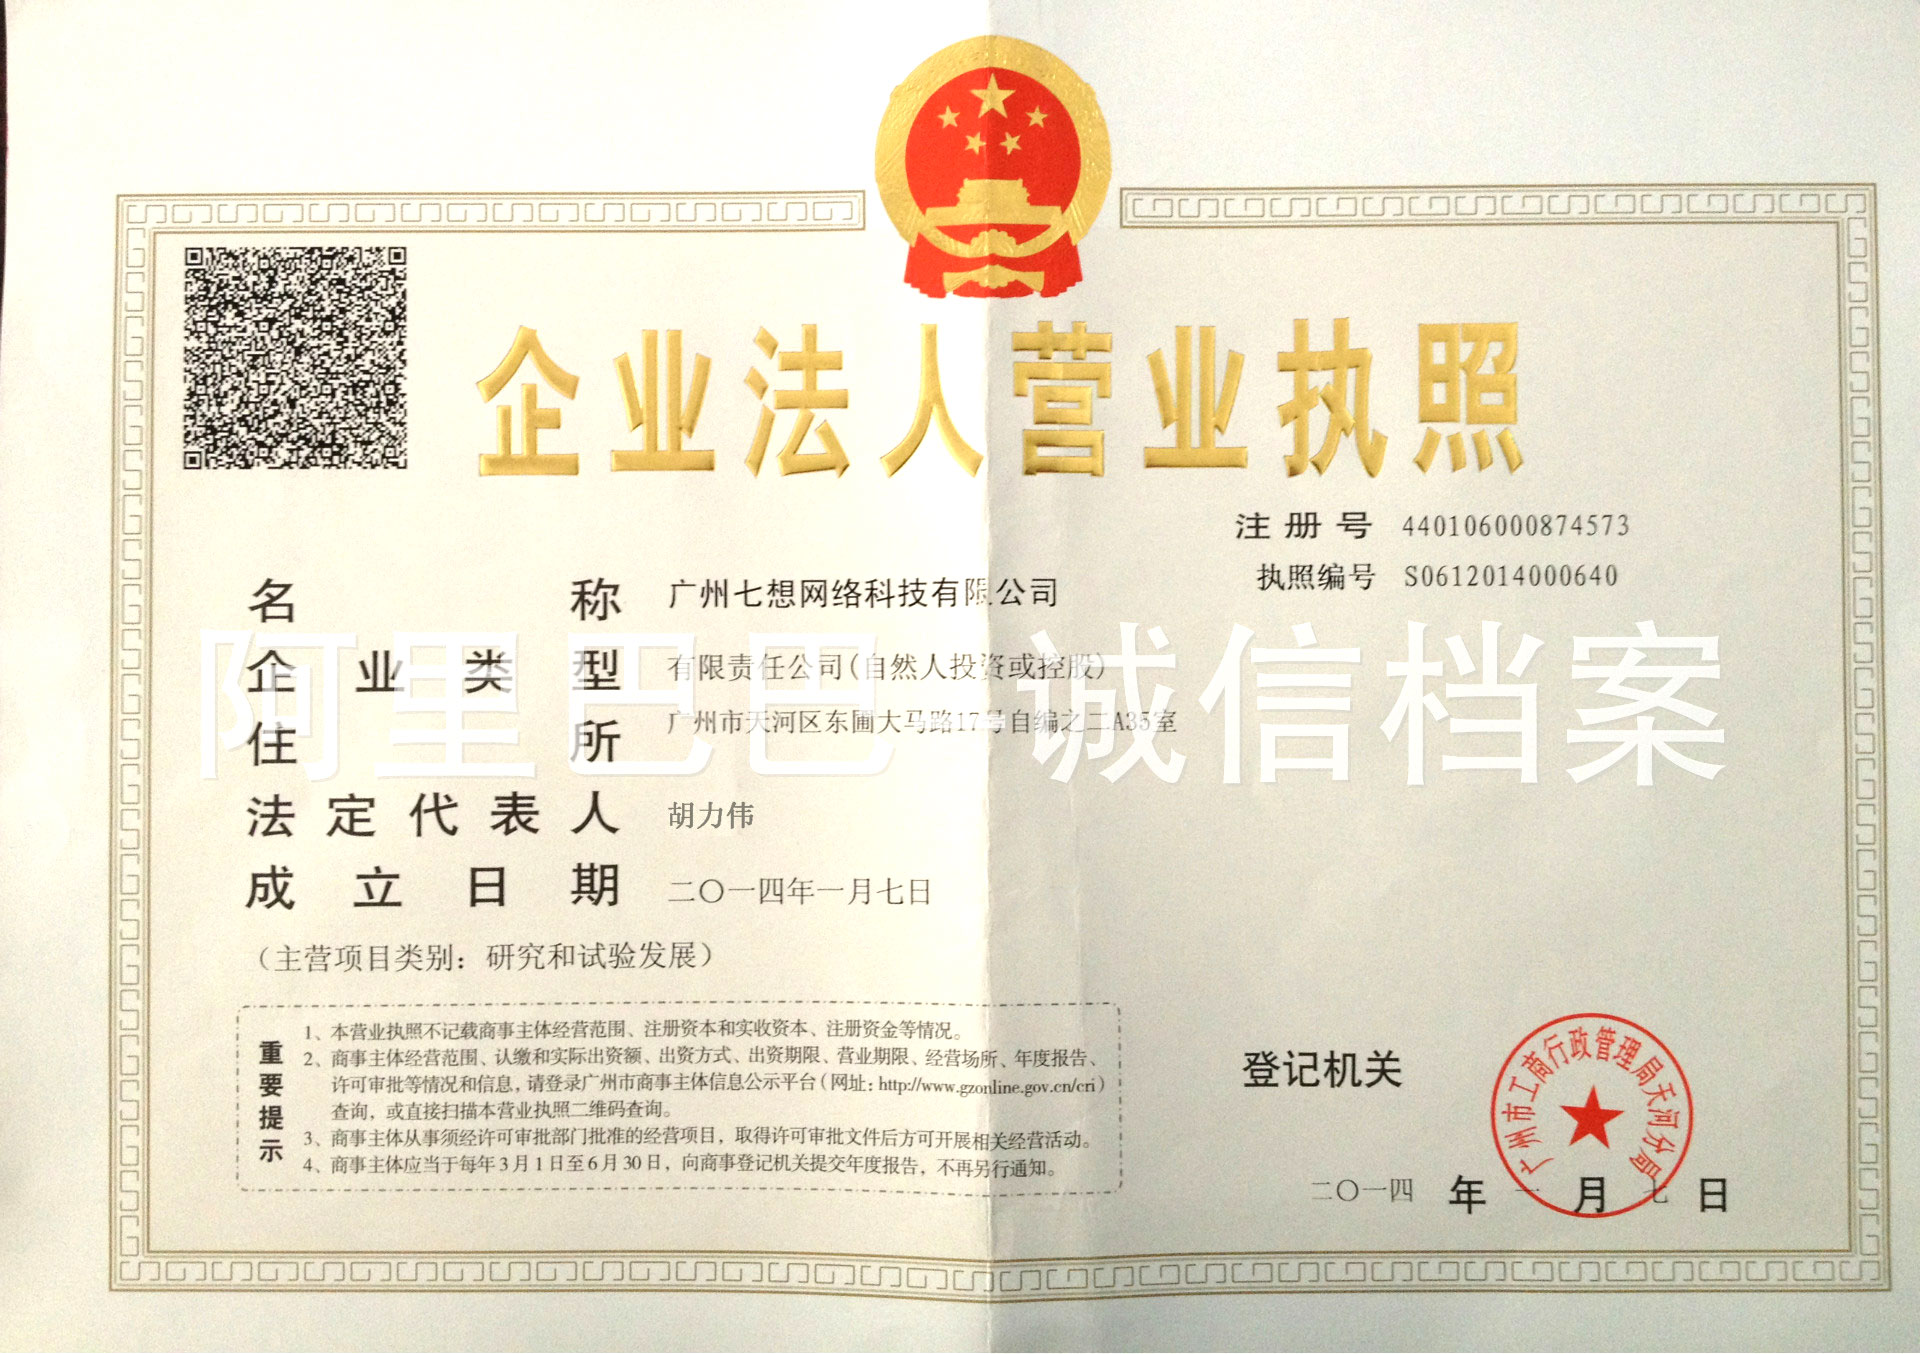 企业法人营业执照
注册号 440106000874573
执照编号 S0612014000640
名称 广州七想网络科技有限公司
企业类型 有限责任公司(自然人投资或控股)
住所 广州市天河区东圃大马路17号自编之二A35室
阿里巴巴 诚信档案
法定代表人 胡力伟
成立日期 二〇一四年一月七日
（主营项目类别：研究和试验发展）
重要提示
1、本营业执照不记载商事主体经营范围、注册资本和实收资本、注册资金等情况。
2、商事主体经营范围、认缴和实际出资额、出资方式、出资期限、营业期限、经营场所、年度报告、
许可审批等情况和信息，请登录广州市商事主体信息公示平台（网址：http://www.gzonline.gov.cn/cri）
查询，或直接扫描本营业执照二维码查询。
3、商事主体从事须经许可审批部门批准的经营项目，取得许可审批文件后方可开展相关经营活动。
4、商事主体应当于每年3月1日至6月30日，向商事登记机关提交年度报告，不再另行通知。
登记机关
广州市工商行政管理局天河分局
二〇一四年一月七日